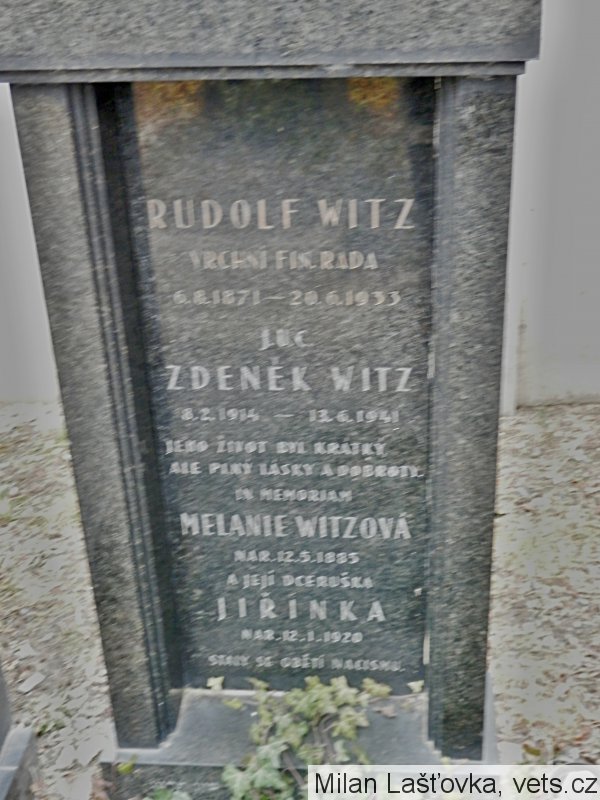 RUDOLF WITZ
VRCHNÍ FIN. RADA
6.8.1871 — 20.6.1933
JUC
ZDENĚK WITZ
8.2.1914 — 13.6.1941
JEHO ŽIVOT BYL KRÁTKÝ,
ALE PLNÝ LÁSKY A DOBROTY.
IN MEMORIAM
MELANIE WITZOVÁ
NAR. 12.5.1885
A JEJÍ DCERUŠKA
JIŘINKA
NAR. 12.1.1920
STALY SE OBĚTÍ NACISMU.
Milan Lašťovka, vets.cz